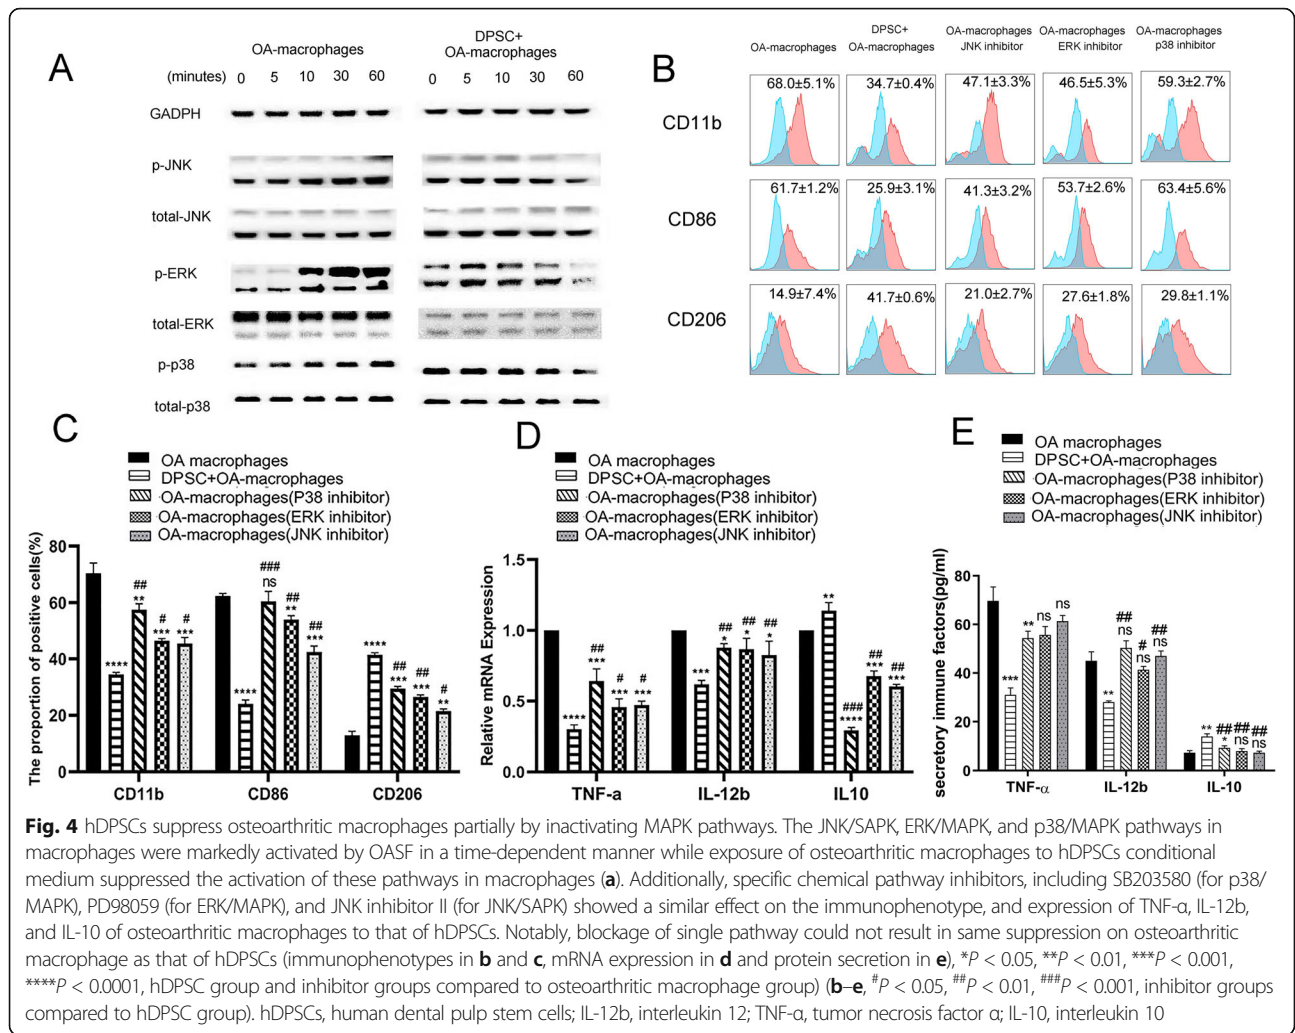 A
OA-macrophages
DPSC+
OA-macrophages
(minutes) 0 5 10 30 60 0 5 10 30 60
GADPH
p-JNK
total-JNK
p-ERK
total-ERK
p-p38
total-p38
B
OA-macrophages
DPSC+
OA-macrophages
OA-macrophages
JNK inhibitor
OA-macrophages
ERK inhibitor
OA-macrophages
p38 inhibitor
CD11b 68.0±5.1% 34.7±0.4% 47.1±3.3% 46.5±5.3% 59.3±2.7%
CD86 61.7±1.2% 25.9±3.1% 41.3±3.2% 53.7±2.6% 63.4±5.6%
CD206 14.9±7.4% 41.7±0.6% 21.0±2.7% 27.6±1.8% 29.8±1.1%
C
OA macrophages
DPSC+OA-macrophages
OA-macrophages(P38 inhibitor)
OA-macrophages(ERK inhibitor)
OA-macrophages(JNK inhibitor)
The proportion of positive cells(%)
80
60
40
20
0
****
##
**
#
***
#
***
****
###
ns
##
**
##
***
****
##
***
##
***
#
**
CD11b CD86 CD206
D
OA macrophages
DPSC+OA-macrophages
OA-macrophages(P38 inhibitor)
OA-macrophages(ERK inhibitor)
OA-macrophages(JNK inhibitor)
Relative mRNA Expression
1.5
1.0
0.5
0.0
****
##
***
#
***
#
***
***
##
*
##
*
##
*
**
###
****
##
***
##
***
TNF-a IL-12b IL10
E
OA macrophages
DPSC+OA-macrophages
OA-macrophages(P38 inhibitor)
OA-macrophages(ERK inhibitor)
OA-macrophages(JNK inhibitor)
secretory immune factors(pg/ml)
80
60
40
20
0
***
**
ns
ns
**
##
ns
#
ns
##
ns
**
##
*
##
ns
##
ns
TNF-α IL-12b IL-10
Fig. 4 hDPSCs suppress osteoarthritic macrophages partially by inactivating MAPK pathways. The JNK/SAPK, ERK/MAPK, and p38/MAPK pathways in
macrophages were markedly activated by OASF in a time-dependent manner while exposure of osteoarthritic macrophages to hDPSCs conditional
medium suppressed the activation of these pathways in macrophages (a). Additionally, specific chemical pathway inhibitors, including SB203580 (for p38/
MAPK), PD98059 (for ERK/MAPK), and JNK inhibitor II (for JNK/SAPK) showed a similar effect on the immunophenotype, and expression of TNF-α, IL-12b,
and IL-10 of osteoarthritic macrophages to that of hDPSCs. Notably, blockage of single pathway could not result in same suppression on osteoarthritic
macrophage as that of hDPSCs (immunophenotypes in b and c, mRNA expression in d and protein secretion in e), *P < 0.05, **P < 0.01, ***P < 0.001,
****P < 0.0001, hDPSC group and inhibitor groups compared to osteoarthritic macrophage group) (b–e, #P < 0.05, ##P < 0.01, ###P < 0.001, inhibitor groups
compared to hDPSC group). hDPSCs, human dental pulp stem cells; IL-12b, interleukin 12; TNF-α, tumor necrosis factor α; IL-10, interleukin 10